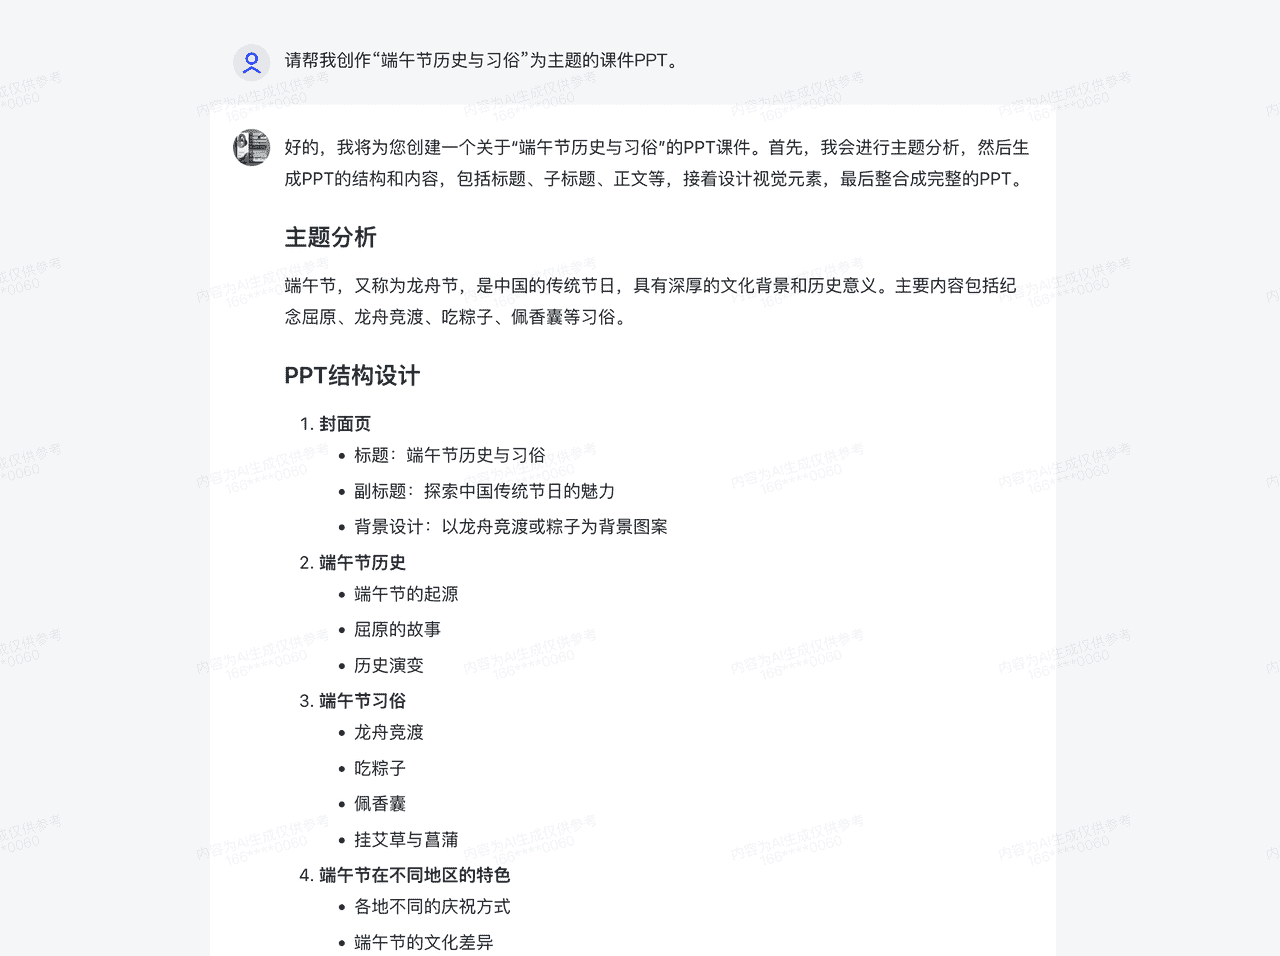 请帮我创作“端午节历史与习俗”为主题的课件PPT。
好的，我将为您创建一个关于“端午节历史与习俗”的PPT课件。首先，我会进行主题分析，然后生
成PPT的结构和内容，包括标题、子标题、正文等，接着设计视觉元素，最后整合成完整的PPT。
主题分析
端午节，又称为龙舟节，是中国的传统节日，具有深厚的文化背景和历史意义。主要内容包括纪
念屈原、龙舟竞渡、吃粽子、佩香囊等习俗。
PPT结构设计
1. 封面页
• 标题：端午节历史与习俗
• 副标题：探索中国传统节日的魅力
• 背景设计：以龙舟竞渡或粽子为背景图案
2. 端午节历史
• 端午节的起源
• 屈原的故事
• 历史演变
3. 端午节习俗
• 龙舟竞渡
• 吃粽子
• 佩香囊
• 挂艾草与菖蒲
4. 端午节在不同地区的特色
• 各地不同的庆祝方式
• 端午节的文化差异
内容为AI生成仅供参考
166****0060